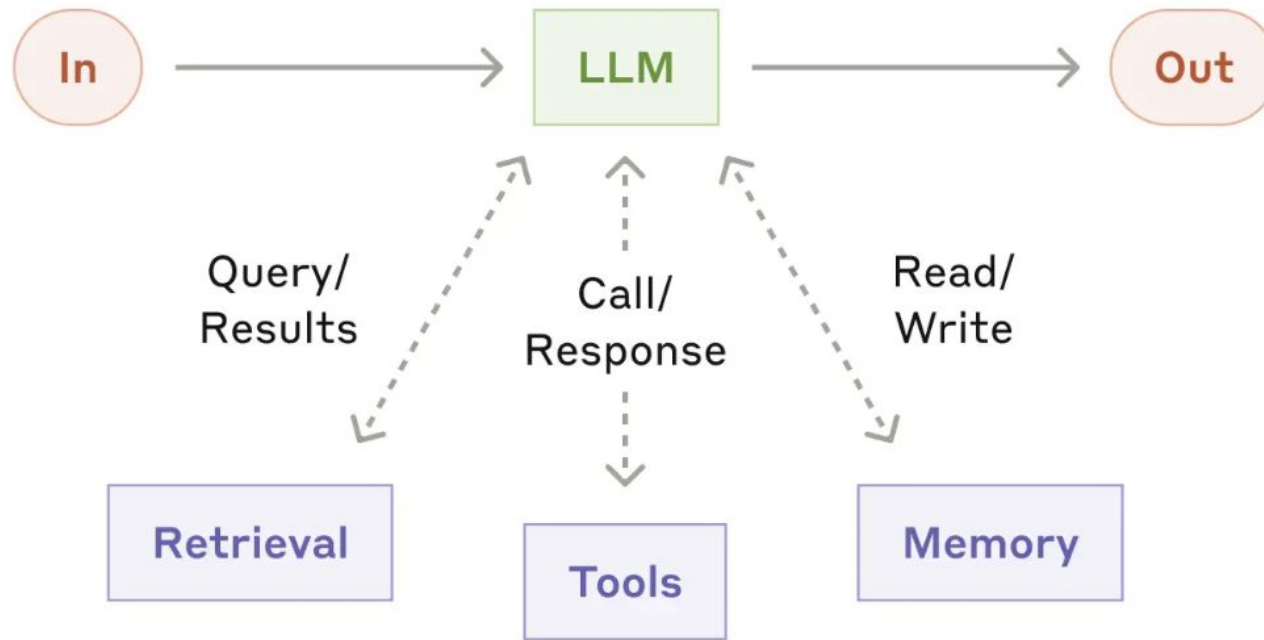 In
LLM
Out
Query/
Results
Call/
Response
Read/
Write
Retrieval
Tools
Memory